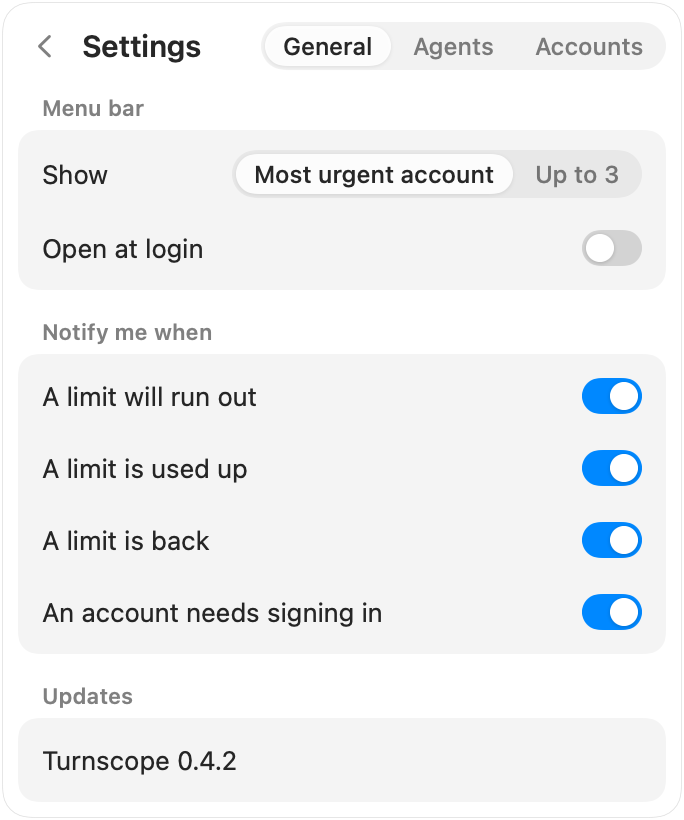 Settings
General
Agents
Accounts
Menu bar
Show
Most urgent account
Up to 3
Open at login
Notify me when
A limit will run out
A limit is used up
A limit is back
An account needs signing in
Updates
Turnscope 0.4.2